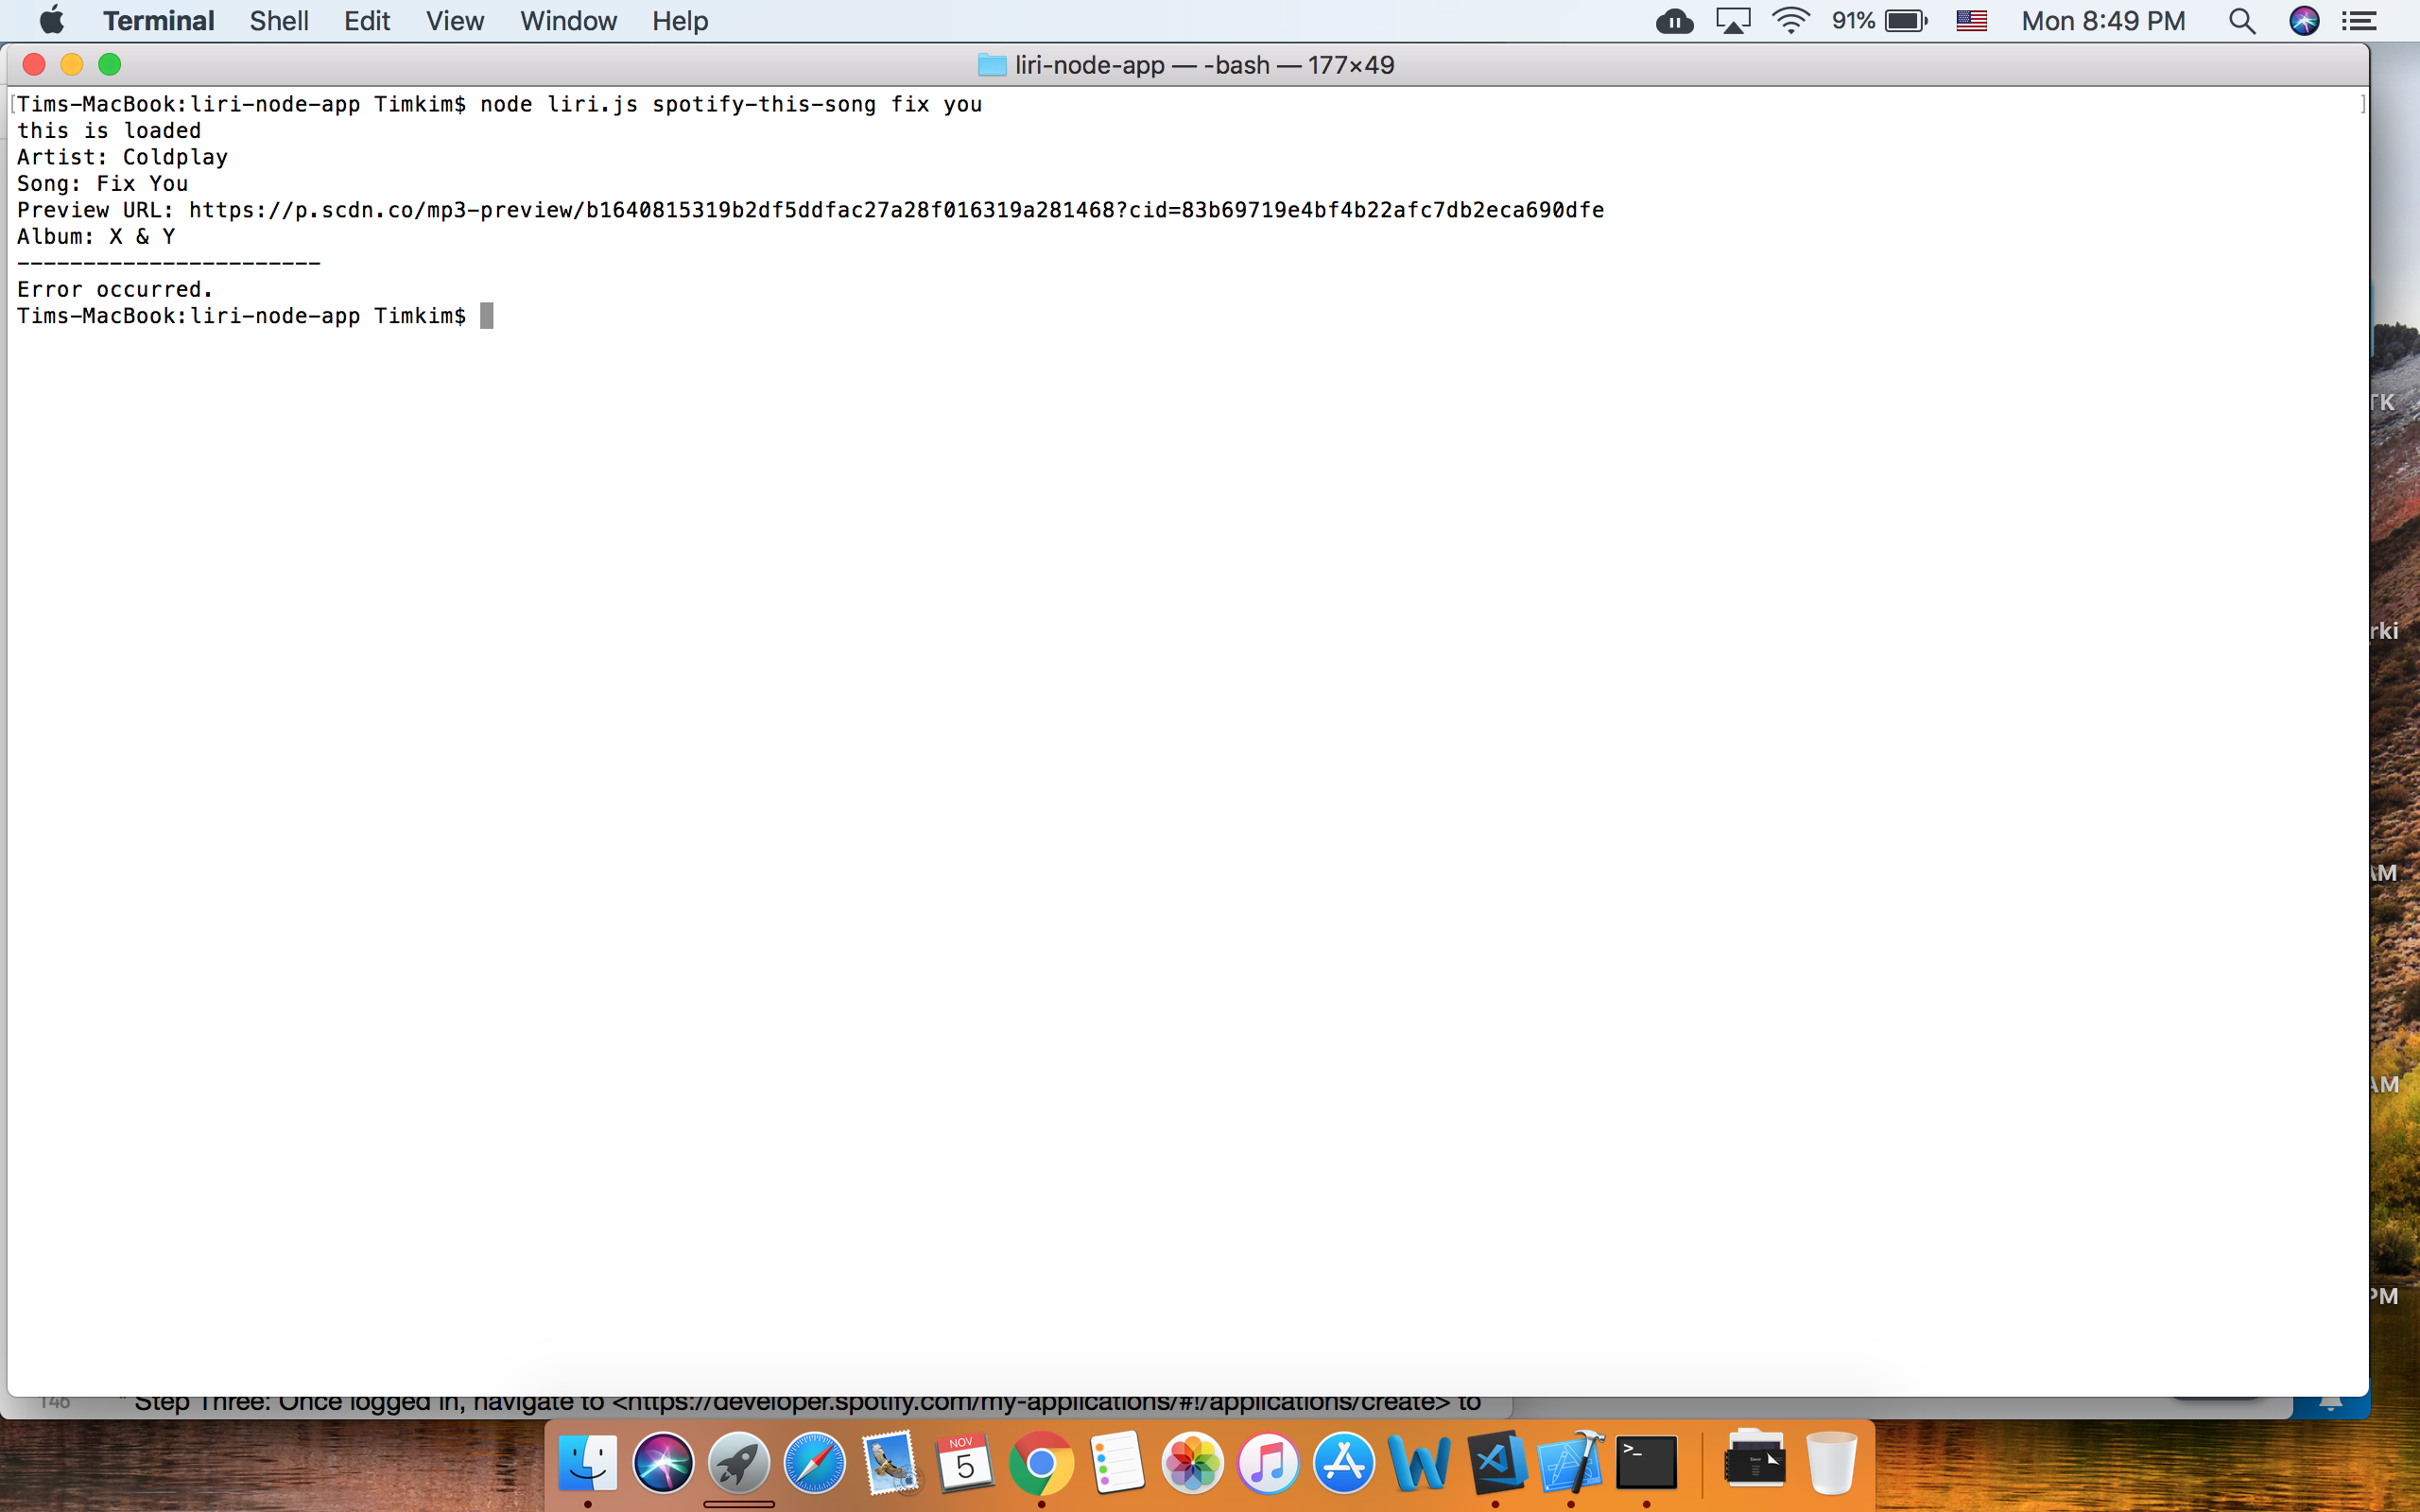 Terminal Shell Edit View Window Help 91% Mon 8:49 PM
liri-node-app — -bash — 177×49
[Tims-MacBook:liri-node-app Timkim$ node liri.js spotify-this-song fix you ]
this is loaded
Artist: Coldplay
Song: Fix You
Preview URL: https://p.scdn.co/mp3-preview/b1640815319b2df5ddfac27a28f016319a281468?cid=83b69719e4bf4b22afc7db2eca690dfe
Album: X & Y
-----------------------
Error occurred.
Tims-MacBook:liri-node-app Timkim$
TK
rki
AM
AM
PM
146 * Step Three: Once logged in, navigate to <https://developer.spotify.com/my-applications/#!/applications/create> to
NOV
5
>_